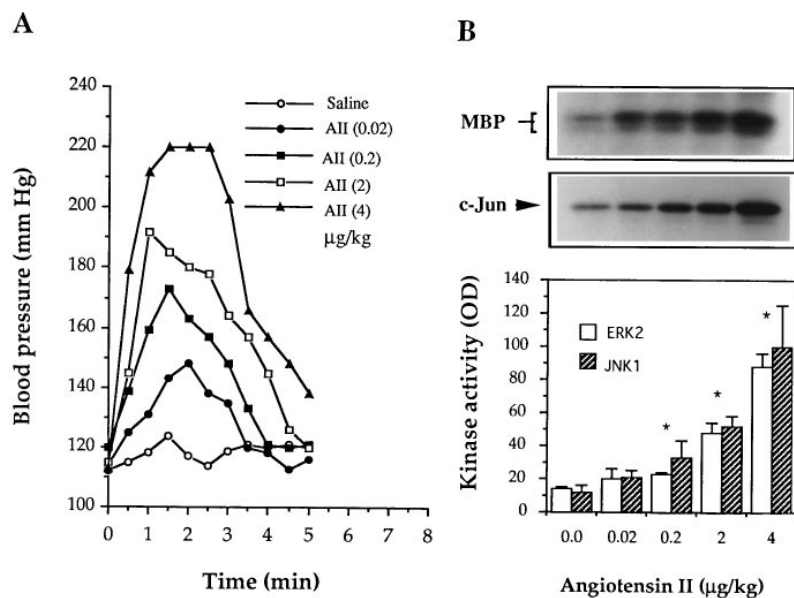 A
240
220
200
180
160
140
120
100
Blood pressure (mm Hg)
0 1 2 3 4 5 6 7 8
Time (min)
Saline
AII (0.02)
AII (0.2)
AII (2)
AII (4)
μg/kg
B
MBP
c-Jun
140
120
100
80
60
40
20
0
Kinase activity (OD)
ERK2
JNK1
* * *
0.0 0.02 0.2 2 4
Angiotensin II (μg/kg)